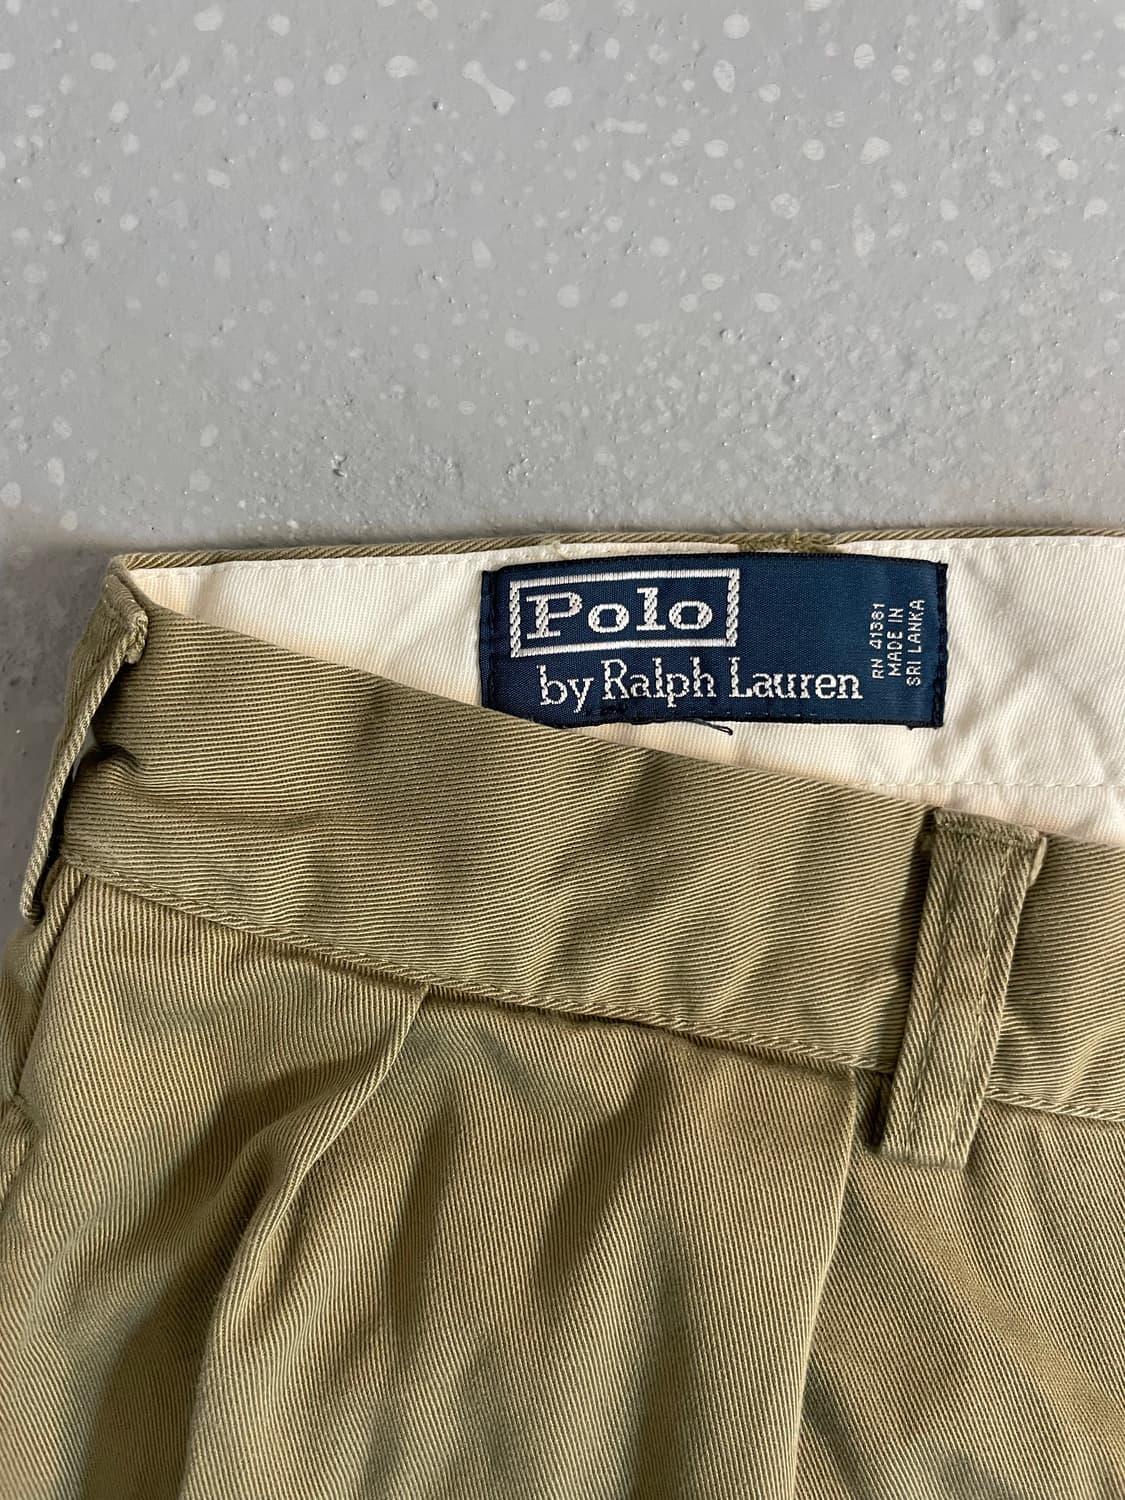 Polo
by Ralph Lauren
RN 41381
MADE IN
SRI LANKA